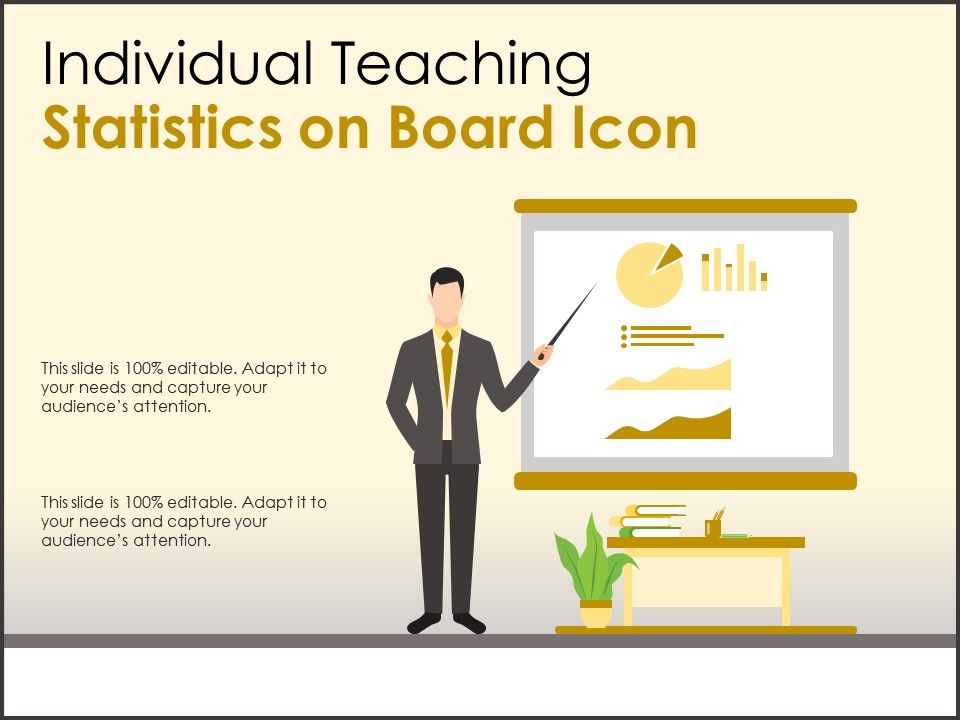 Individual Teaching
Statistics on Board Icon
This slide is 100% editable. Adapt it to
your needs and capture your
audience’s attention.
This slide is 100% editable. Adapt it to
your needs and capture your
audience’s attention.